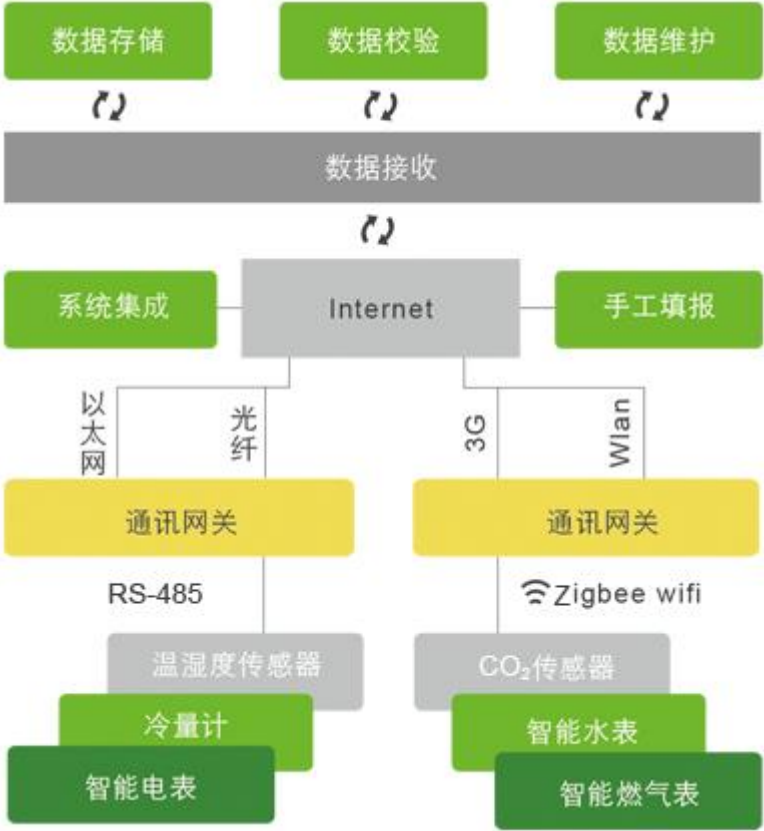 数据存储
数据校验
数据维护
数据接收
系统集成
Internet
手工填报
以太网
光纤
3G
Wlan
通讯网关
通讯网关
RS-485
Zigbee wifi
温湿度传感器
CO₂传感器
冷量计
智能水表
智能电表
智能燃气表